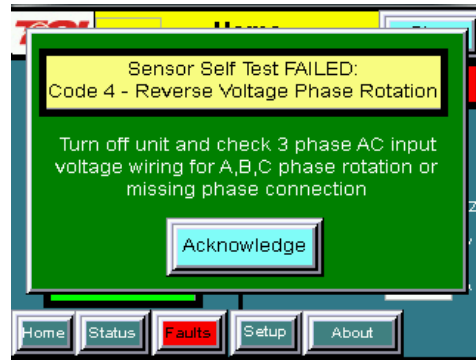 Sensor Self Test FAILED:
Code 4 - Reverse Voltage Phase Rotation
Turn off unit and check 3 phase AC input
voltage wiring for A,B,C phase rotation or
missing phase connection
Acknowledge
Home Status Faults Setup About